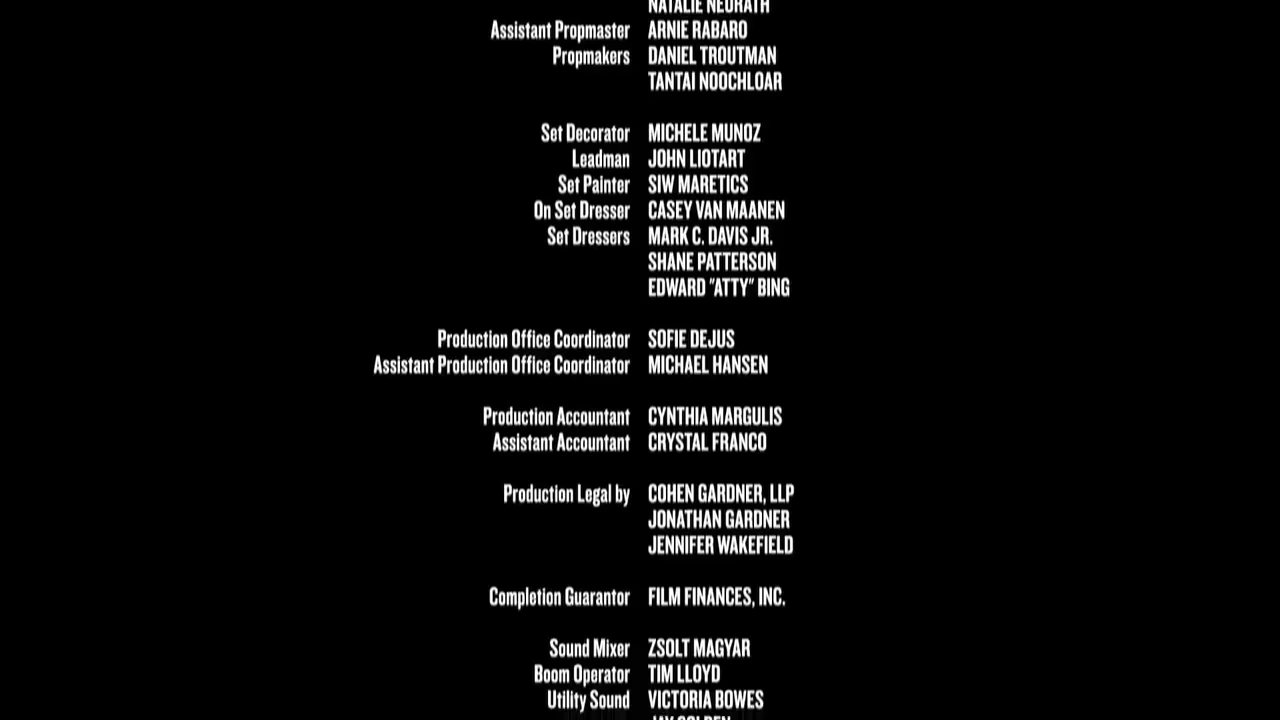 NATALIE NEURATH
Assistant Propmaster ARNIE RABARO
Propmakers DANIEL TROUTMAN
TANTAI NOOCHLOAR
Set Decorator MICHELE MUNOZ
Leadman JOHN LIOTART
Set Painter SIW MARETICS
On Set Dresser CASEY VAN MAANEN
Set Dressers MARK C. DAVIS JR.
SHANE PATTERSON
EDWARD "ATTY" BING
Production Office Coordinator SOFIE DEJUS
Assistant Production Office Coordinator MICHAEL HANSEN
Production Accountant CYNTHIA MARGULIS
Assistant Accountant CRYSTAL FRANCO
Production Legal by COHEN GARDNER, LLP
JONATHAN GARDNER
JENNIFER WAKEFIELD
Completion Guarantor FILM FINANCES, INC.
Sound Mixer ZSOLT MAGYAR
Boom Operator TIM LLOYD
Utility Sound VICTORIA BOWES